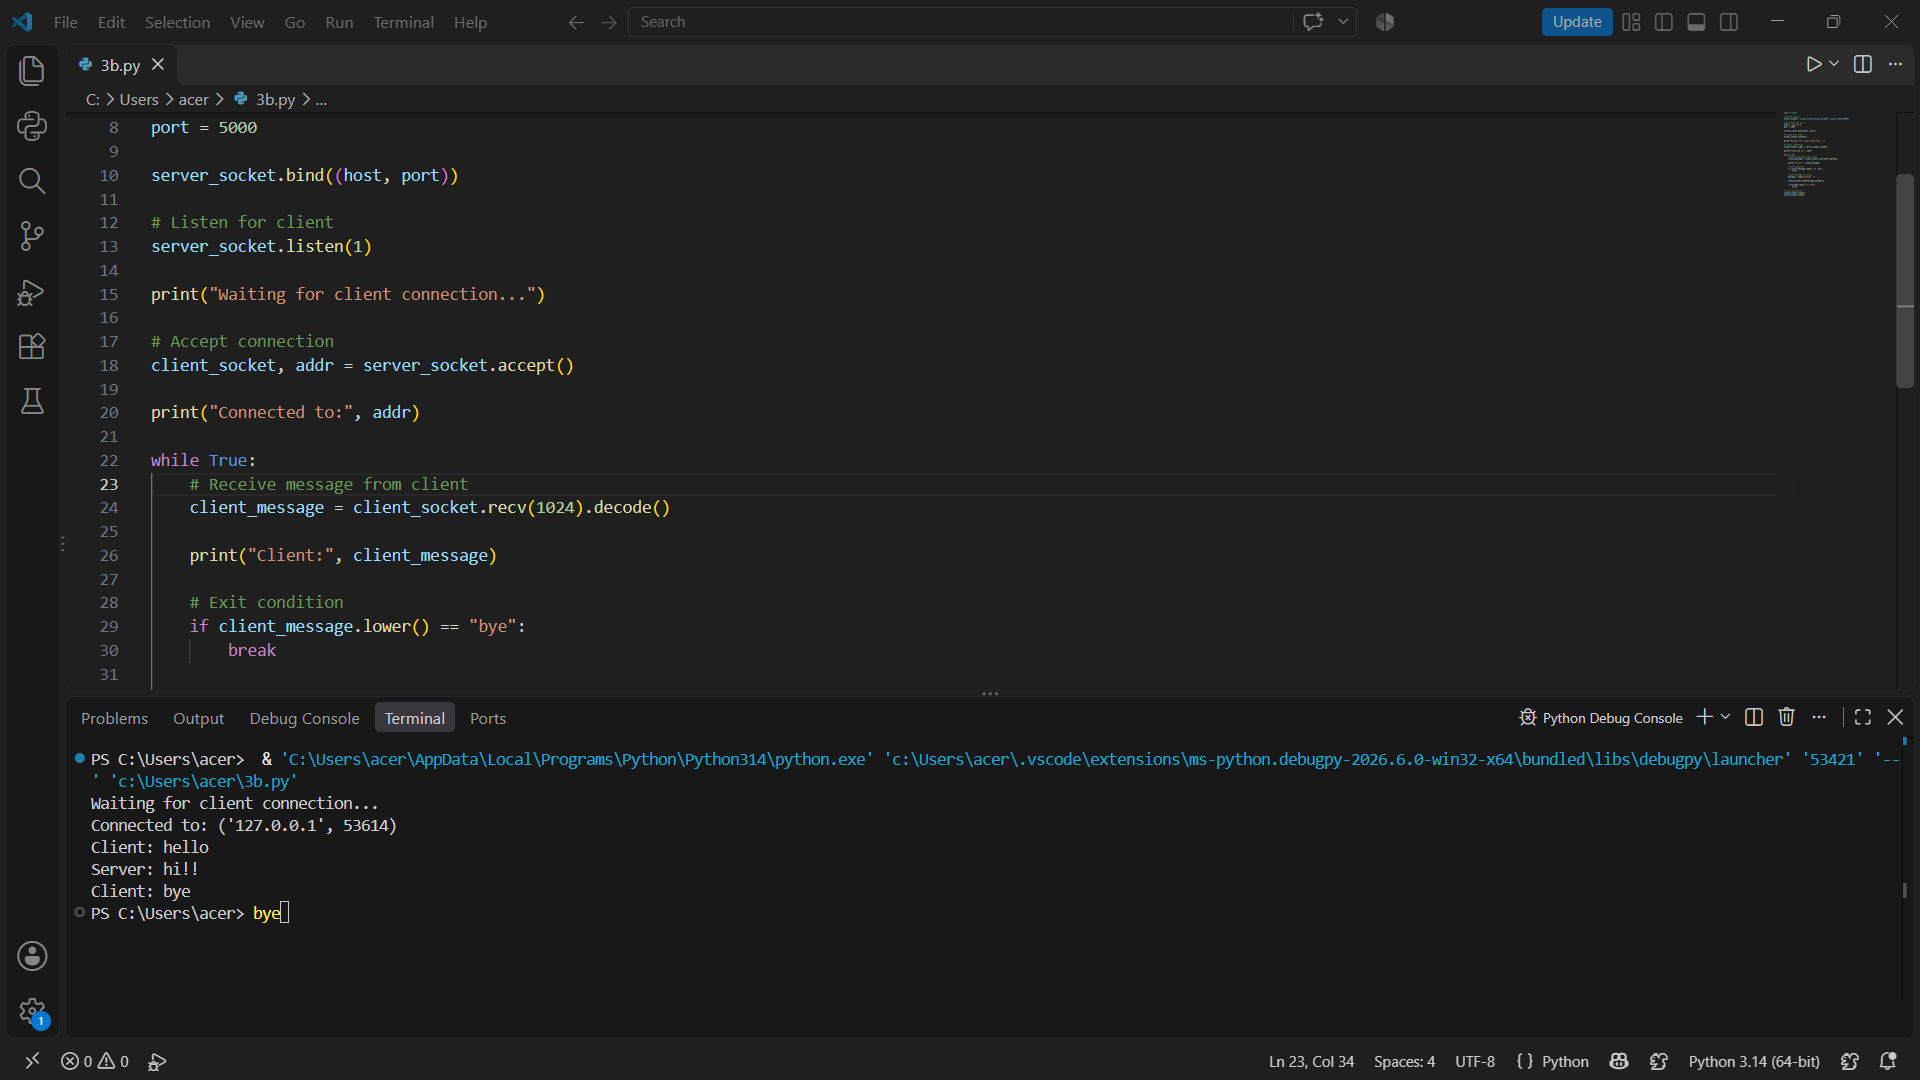 File Edit Selection View Go Run Terminal Help Search Update
3b.py
C: Users acer 3b.py ...
8 port = 5000
9
10 server_socket.bind((host, port))
11
12 # Listen for client
13 server_socket.listen(1)
14
15 print("Waiting for client connection...")
16
17 # Accept connection
18 client_socket, addr = server_socket.accept()
19
20 print("Connected to:", addr)
21
22 while True:
23 # Receive message from client
24 client_message = client_socket.recv(1024).decode()
25
26 print("Client:", client_message)
27
28 # Exit condition
29 if client_message.lower() == "bye":
30 break
31
Problems Output Debug Console Terminal Ports Python Debug Console
PS C:\Users\acer>  & 'C:\Users\acer\AppData\Local\Programs\Python\Python314\python.exe' 'c:\Users\acer\.vscode\extensions\ms-python.debugpy-2026.6.0-win32-x64\bundled\libs\debugpy\launcher' '53421' '--
' 'c:\Users\acer\3b.py'
Waiting for client connection...
Connected to: ('127.0.0.1', 53614)
Client: hello
Server: hi!!
Client: bye
PS C:\Users\acer> bye
1
0 0 Ln 23, Col 34 Spaces: 4 UTF-8 { } Python Python 3.14 (64-bit)